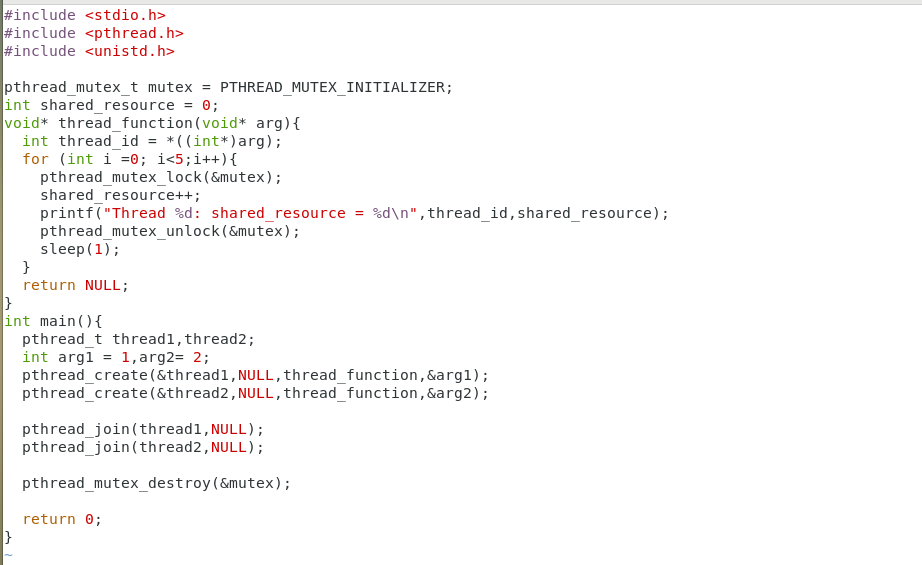 #include <stdio.h>
#include <pthread.h>
#include <unistd.h>

pthread_mutex_t mutex = PTHREAD_MUTEX_INITIALIZER;
int shared_resource = 0;
void* thread_function(void* arg){
  int thread_id = *((int*)arg);
  for (int i =0; i<5;i++){
    pthread_mutex_lock(&mutex);
    shared_resource++;
    printf("Thread %d: shared_resource = %d\n",thread_id,shared_resource);
    pthread_mutex_unlock(&mutex);
    sleep(1);
  }
  return NULL;
}
int main(){
  pthread_t thread1,thread2;
  int arg1 = 1,arg2= 2;
  pthread_create(&thread1,NULL,thread_function,&arg1);
  pthread_create(&thread2,NULL,thread_function,&arg2);

  pthread_join(thread1,NULL);
  pthread_join(thread2,NULL);

  pthread_mutex_destroy(&mutex);

  return 0;
}
~